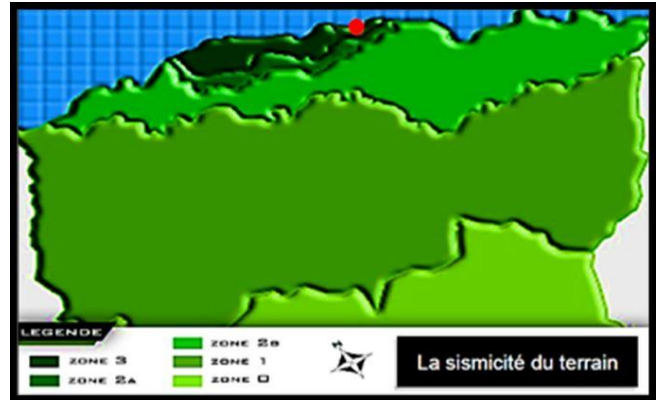 LEGENDE
ZONE 3
ZONE 2A
ZONE 2B
ZONE 1
ZONE 0
La sismicité du terrain